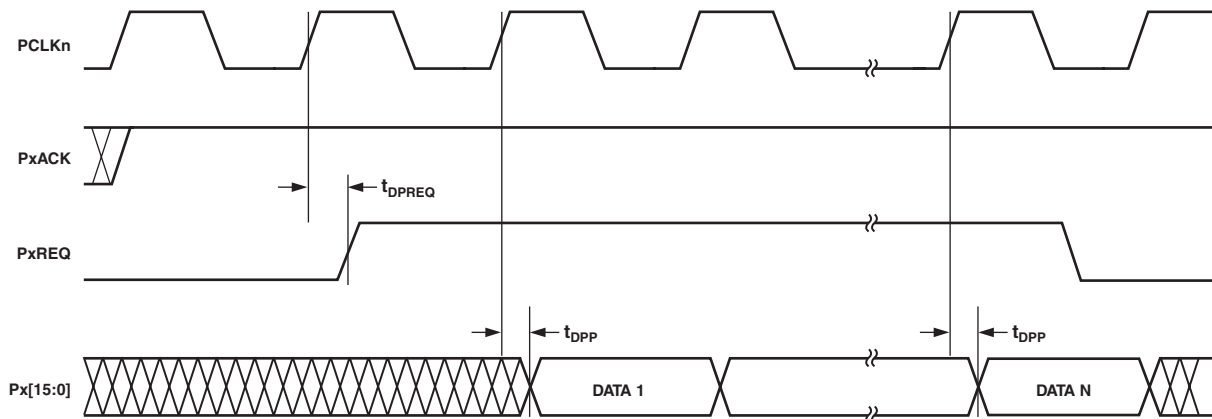 PCLKn
PxACK
tDPREQ
PxREQ
tDPP
tDPP
Px[15:0]
DATA 1
DATA N